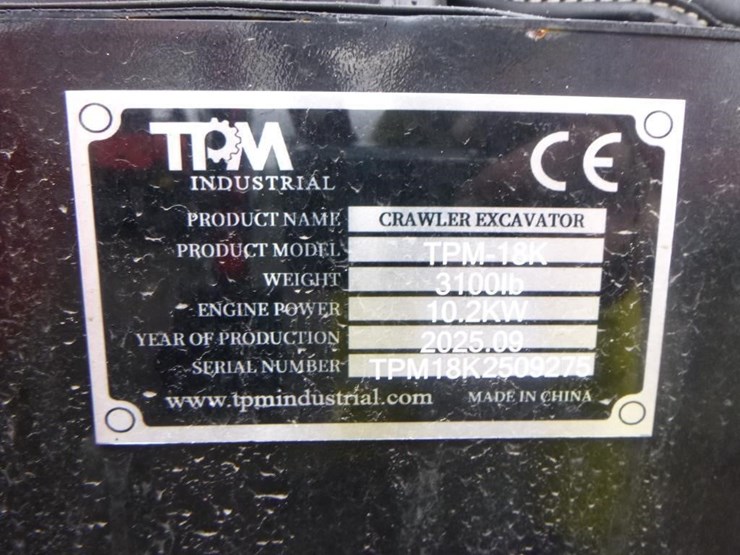 TPM
INDUSTRIAL
CE
PRODUCT NAME CRAWLER EXCAVATOR
PRODUCT MODEL TPM-18K
WEIGHT 3100lb
ENGINE POWER 10.2KW
YEAR OF PRODUCTION 2025.09
SERIAL NUMBER TPM18K2509275
www.tpmindustrial.com MADE IN CHINA